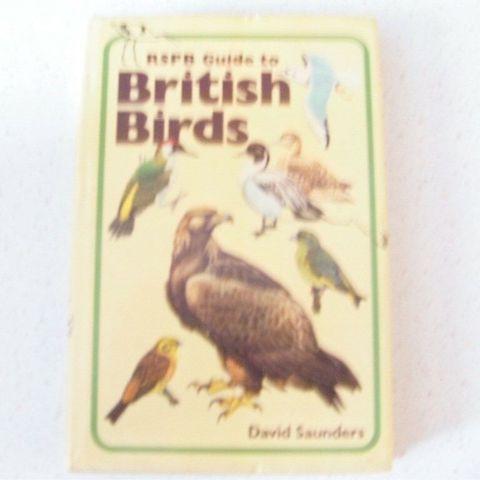 RSPB Guide to
British
Birds
David Saunders